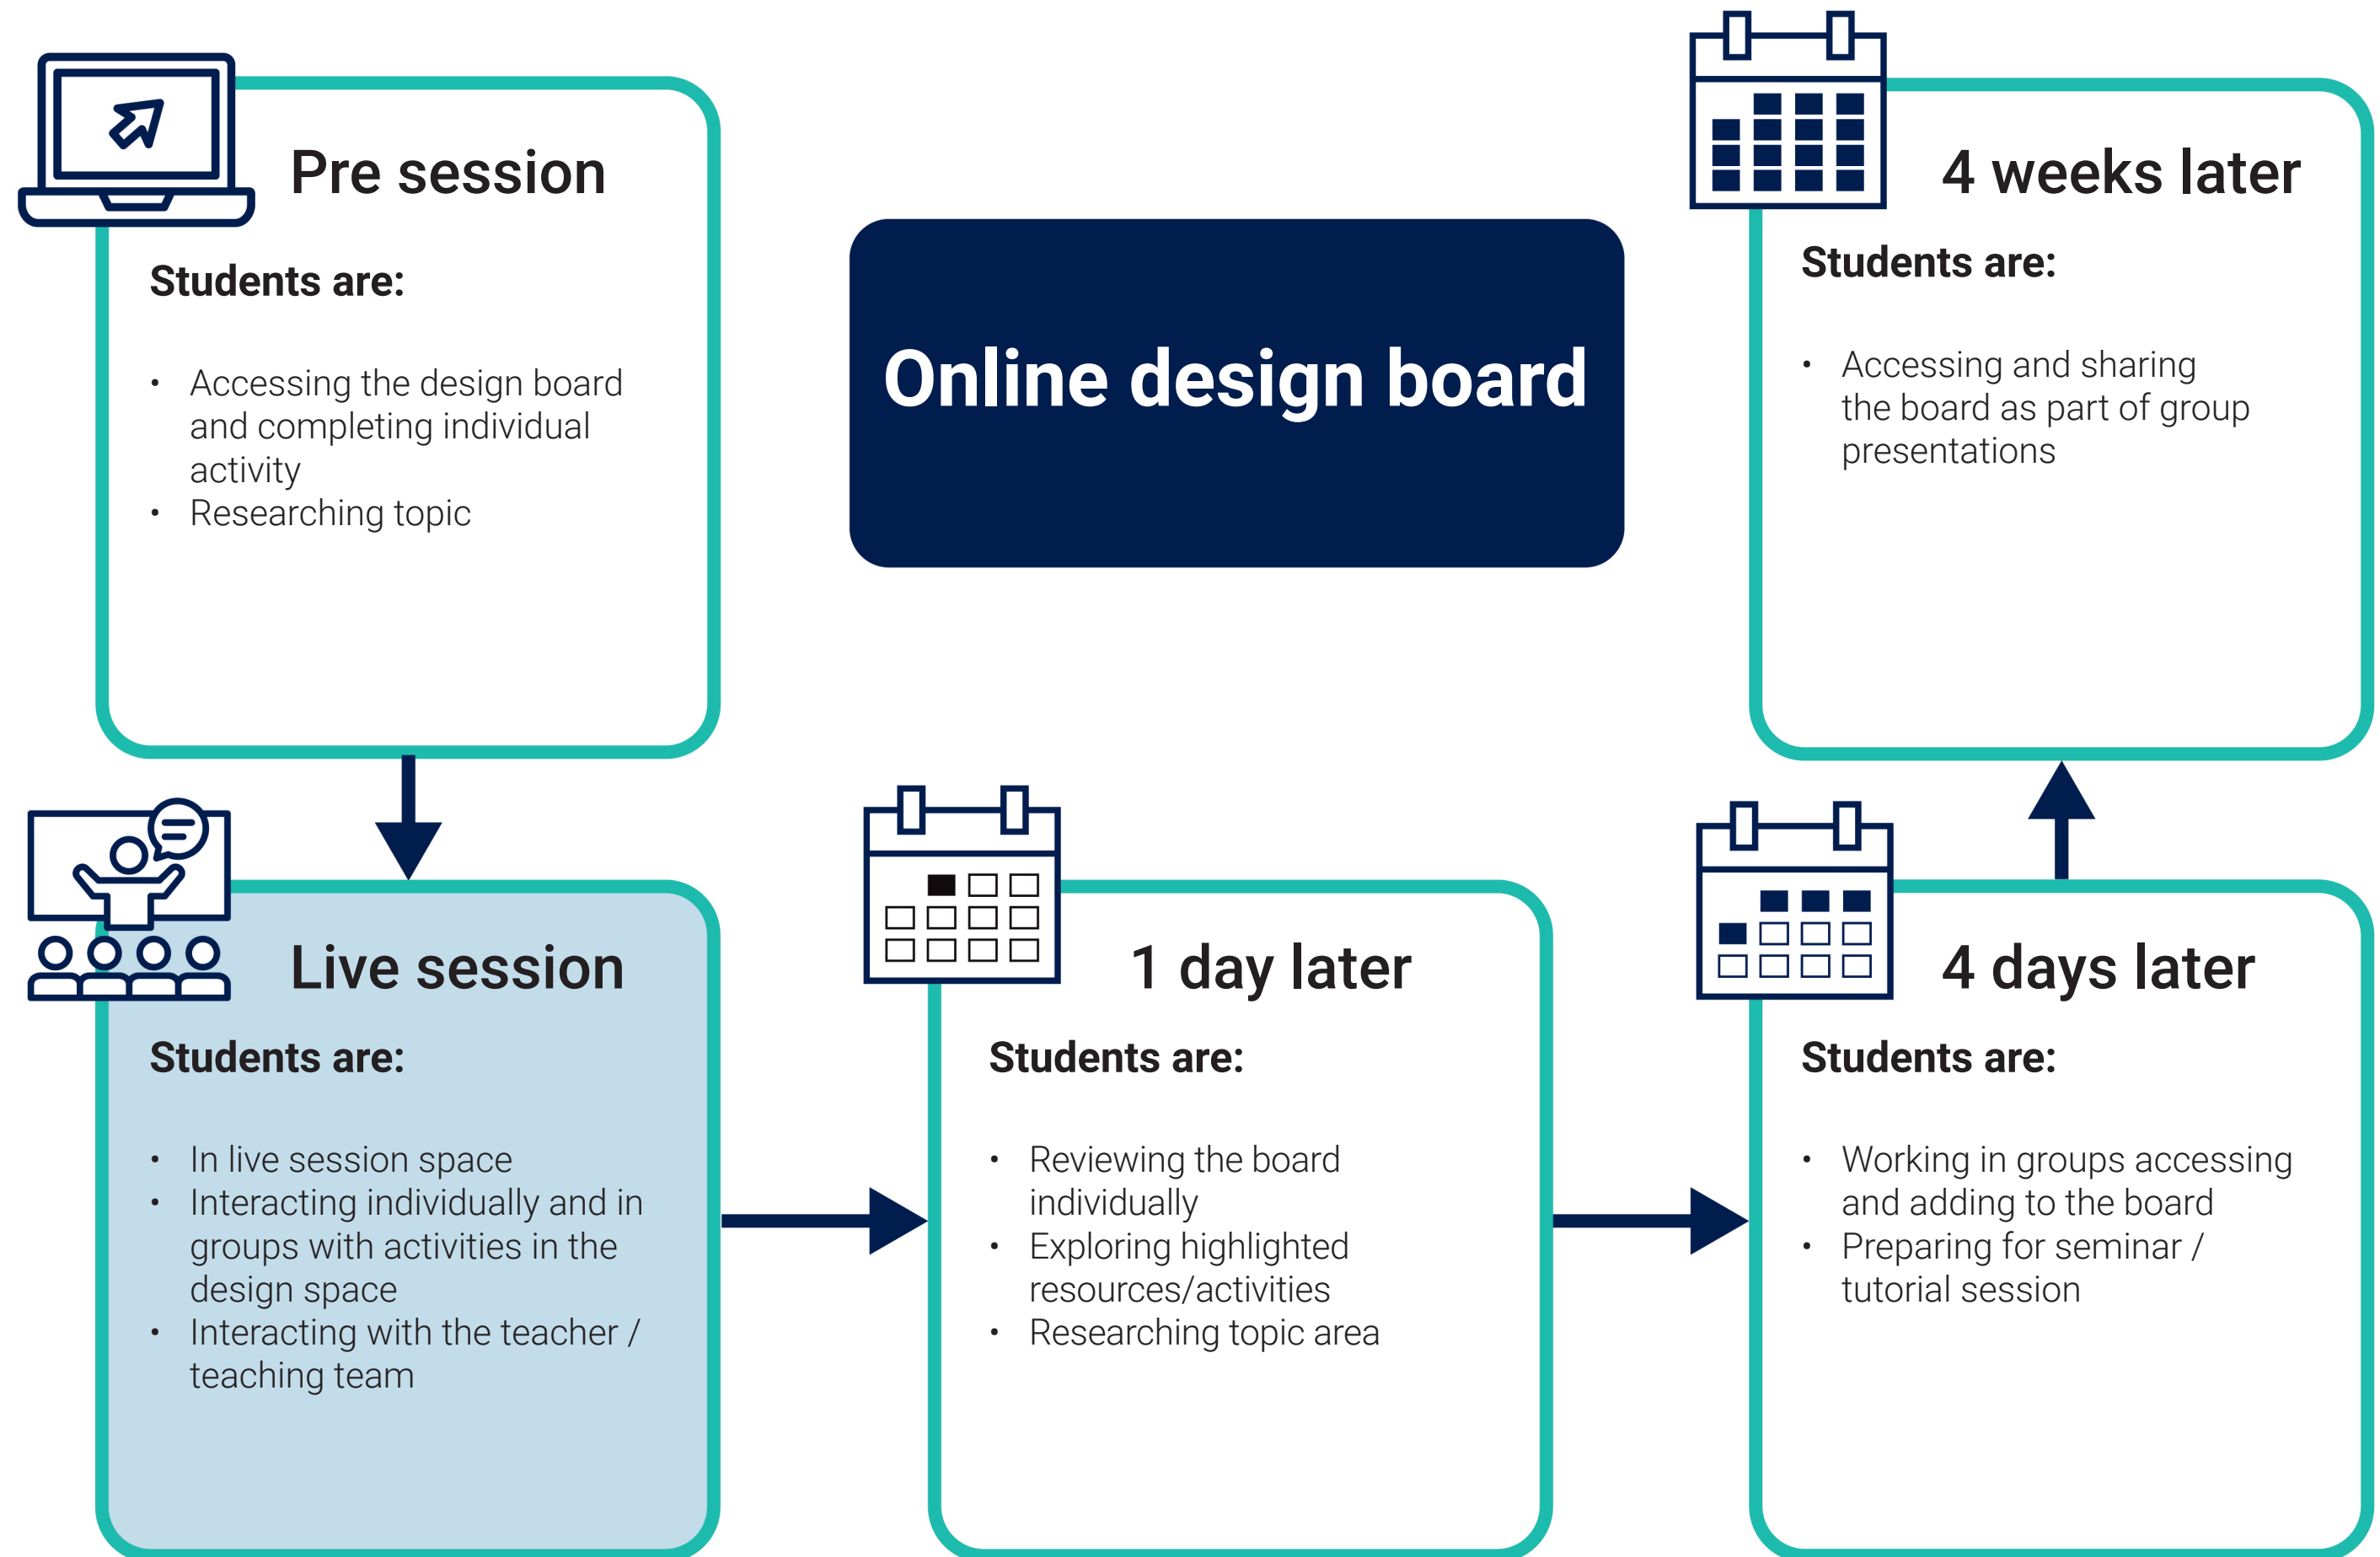 Pre session
Students are:
• Accessing the design board
and completing individual
activity
• Researching topic
Online design board
4 weeks later
Students are:
• Accessing and sharing
the board as part of group
presentations
Live session
Students are:
• In live session space
• Interacting individually and in
groups with activities in the
design space
• Interacting with the teacher /
teaching team
1 day later
Students are:
• Reviewing the board
individually
• Exploring highlighted
resources/activities
• Researching topic area
4 days later
Students are:
• Working in groups accessing
and adding to the board
• Preparing for seminar /
tutorial session